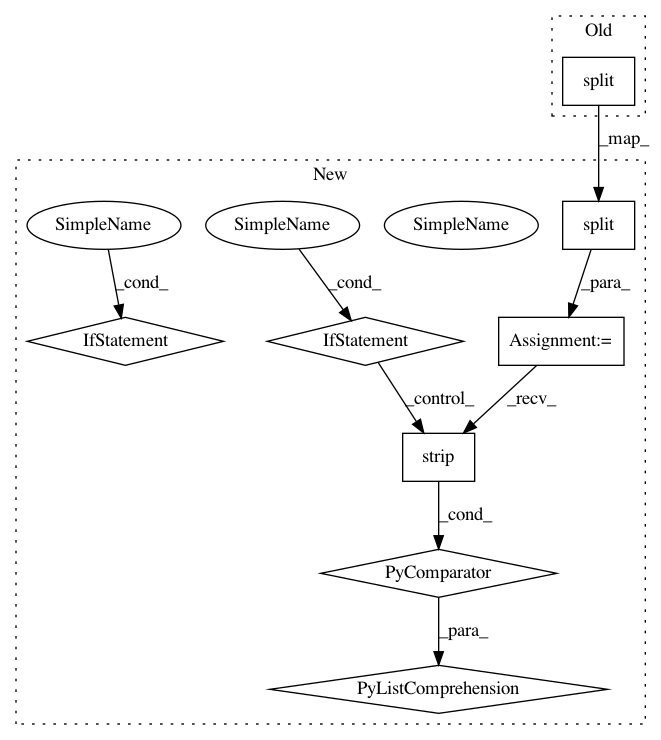 Old
split
_map_
New
SimpleName
SimpleName
SimpleName
split
_cond_
_cond_
_para_
IfStatement
IfStatement
Assignment:=
_control_
_recv_
strip
_cond_
PyComparator
_para_
PyListComprehension